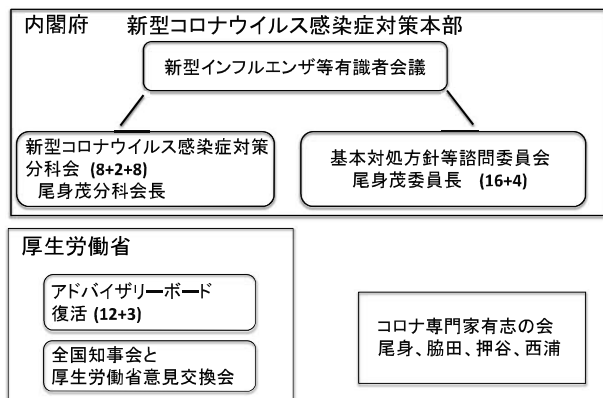 内閣府　新型コロナウイルス感染症対策本部
新型インフルエンザ等有識者会議
新型コロナウイルス感染症対策
分科会 (8+2+8)
尾身茂分科会長
基本対処方針等諮問委員会
尾身茂委員長 (16+4)
厚生労働省
アドバイザリーボード
復活 (12+3)
全国知事会と
厚生労働省意見交換会
コロナ専門家有志の会
尾身、脇田、押谷、西浦